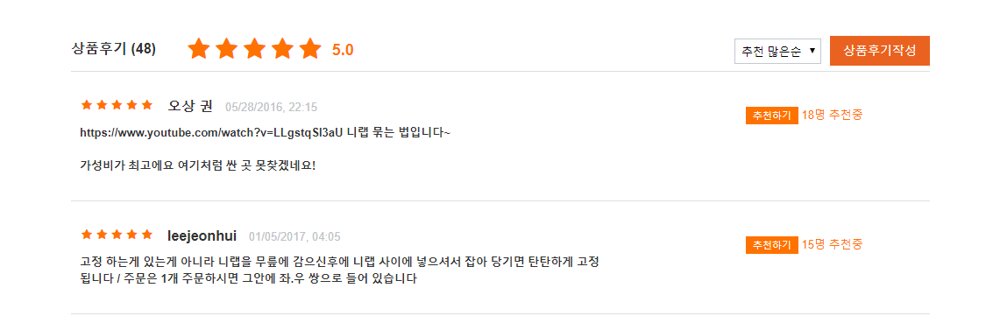 상품후기 (48) ★★★★★ 5.0 추천 많은순 ▼ 상품후기작성
★★★★★ 오상 권 05/28/2016, 22:15 추천하기 18명 추천중
https://www.youtube.com/watch?v=LLgstqSI3aU 니랩 묶는 법입니다~
가성비가 최고에요 여기처럼 싼 곳 못찾겠네요!
★★★★★ leejeonhui 01/05/2017, 04:05 추천하기 15명 추천중
고정 하는게 있는게 아니라 니랩을 무릎에 감으신후에 니랩 사이에 넣으셔서 잡아 당기면 탄탄하게 고정
됩니다 / 주문은 1개 주문하시면 그안에 좌.우 쌍으로 들어 있습니다